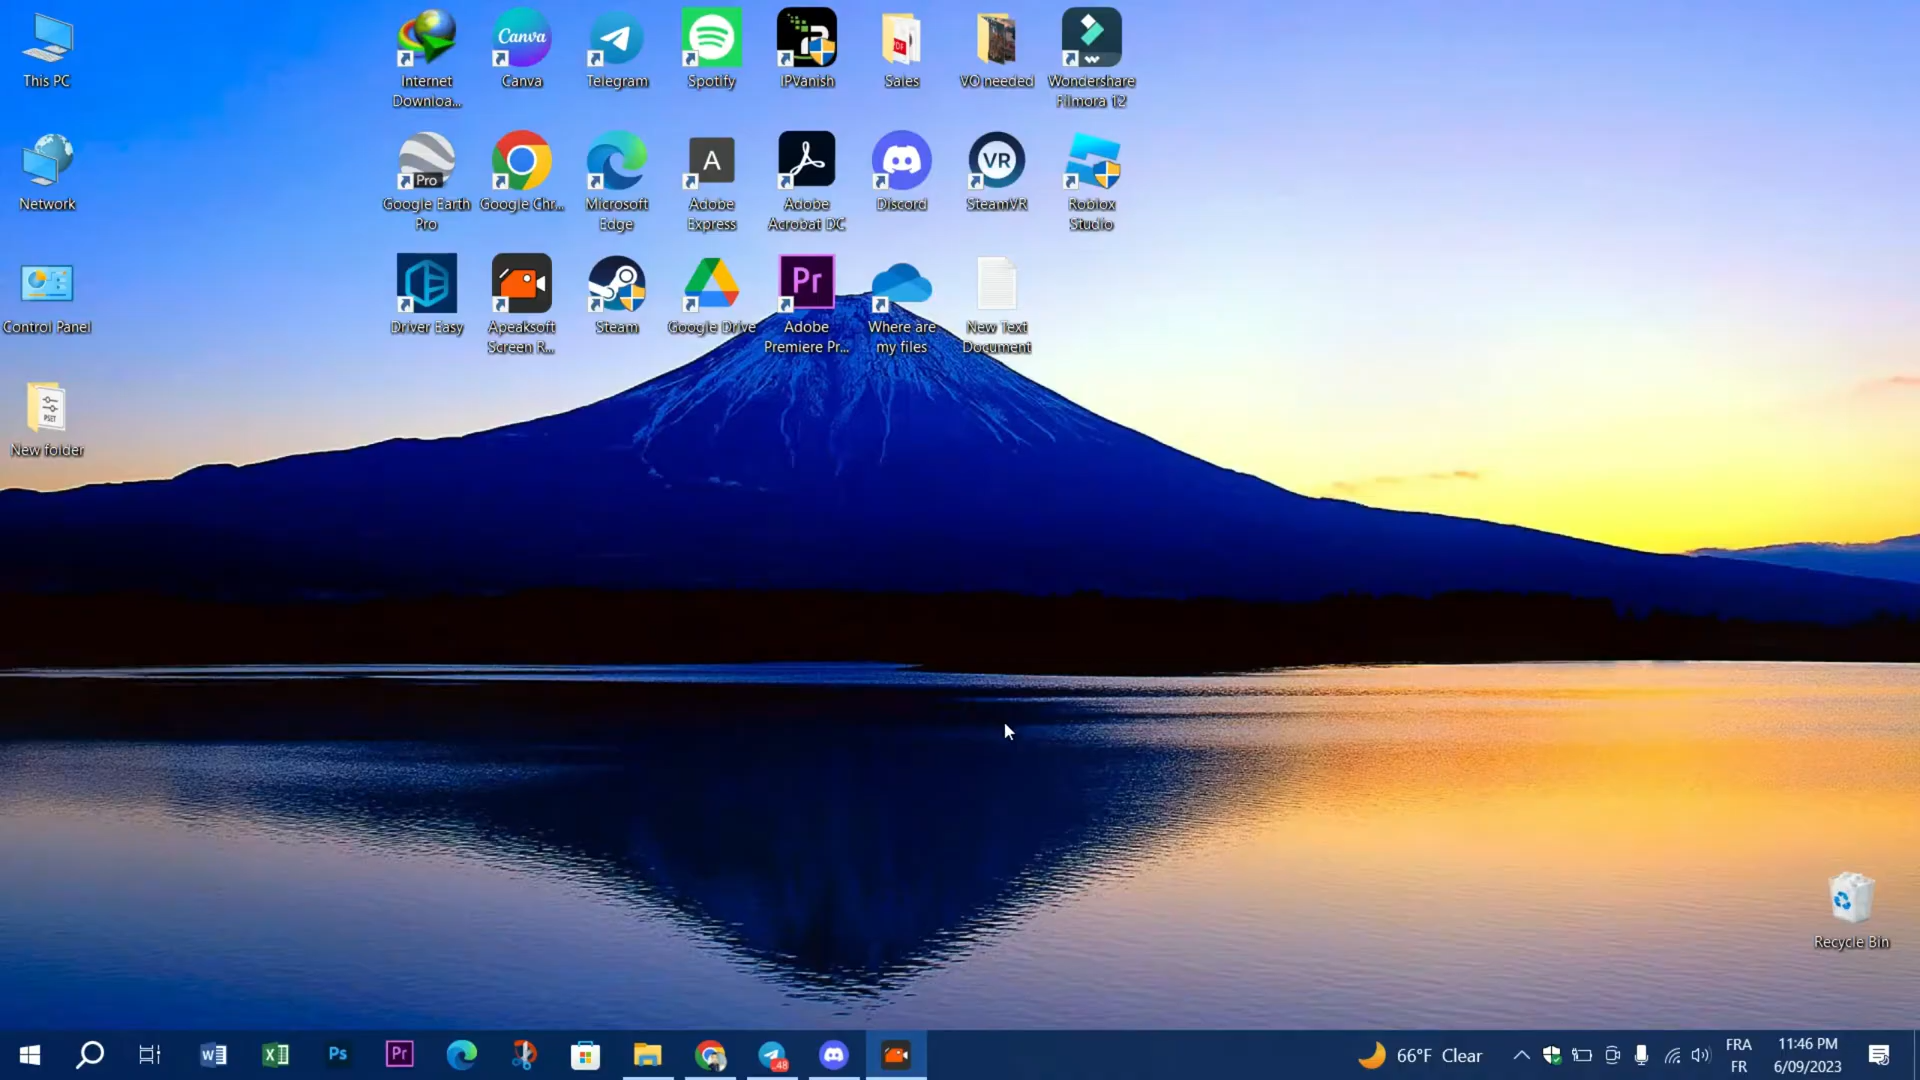 This PC
Network
Control Panel
PSET
New folder
Internet
Downloa...
Canva
Canva
Telegram
Spotify
IPVanish
PDF
Sales
VO needed
Wondershare
Filmora 12
Pro
Google Earth
Pro
Google Chr...
Microsoft
Edge
A
Adobe
Express
Adobe
Acrobat DC
Discord
VR
SteamVR
Roblox
Studio
Driver Easy
Apeaksoft
Screen R...
Steam
Google Drive
Pr
Adobe
Premiere Pr...
Where are
my files
New Text
Document
Recycle Bin
Ps
Pr
48
66°F Clear
FRA
FR
11:46 PM
6/09/2023